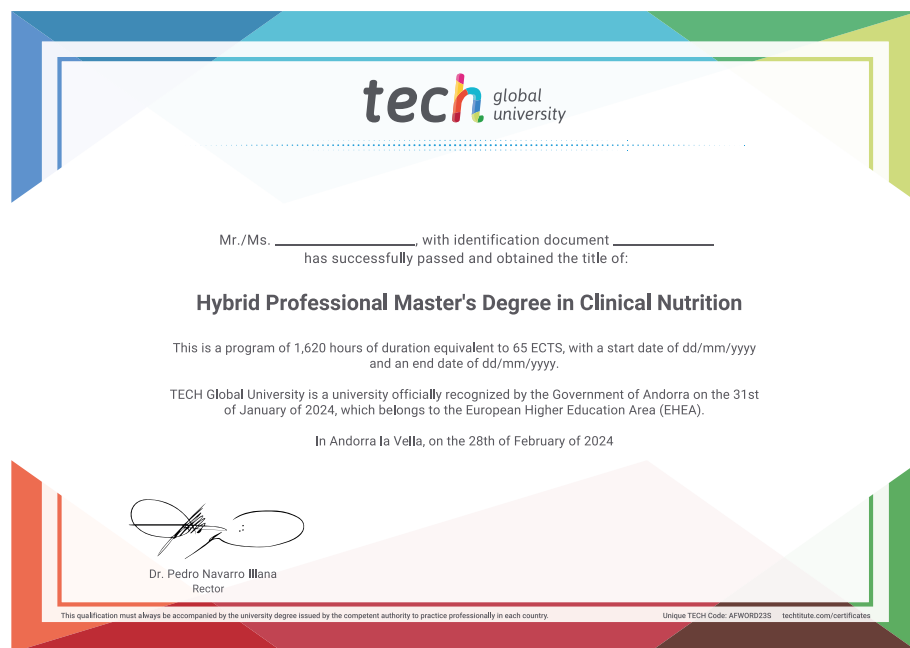 tech global
university
Mr./Ms. ____________, with identification document ____________
has successfully passed and obtained the title of:
Hybrid Professional Master's Degree in Clinical Nutrition
This is a program of 1,620 hours of duration equivalent to 65 ECTS, with a start date of dd/mm/yyyy
and an end date of dd/mm/yyyy.
TECH Global University is a university officially recognized by the Government of Andorra on the 31st
of January of 2024, which belongs to the European Higher Education Area (EHEA).
In Andorra la Vella, on the 28th of February of 2024
Dr. Pedro Navarro Illana
Rector
This qualification must always be accompanied by the university degree issued by the competent authority to practice professionally in each country.
Unique TECH Code: AFWORD23S techtitute.com/certificates